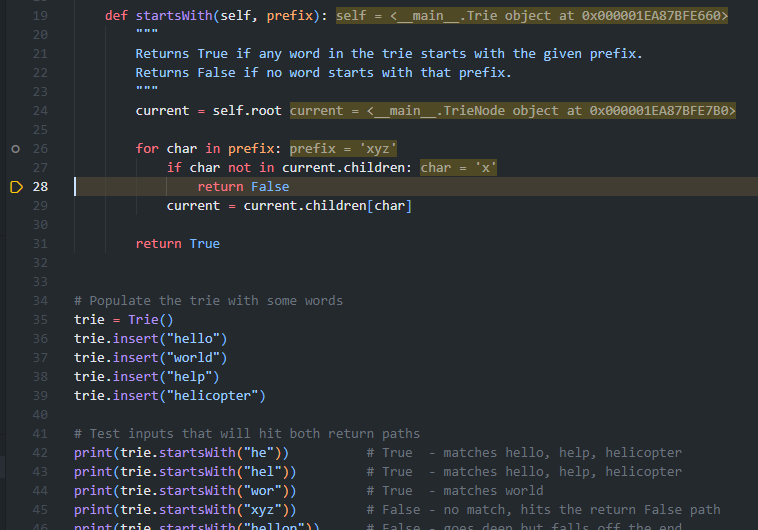 19 def startsWith(self, prefix): self = <__main__.Trie object at 0x000001EA87BFE660>
20 """
21 Returns True if any word in the trie starts with the given prefix.
22 Returns False if no word starts with that prefix.
23 """
24 current = self.root current = <__main__.TrieNode object at 0x000001EA87BFE7B0>
25
26 for char in prefix: prefix = 'xyz'
27 if char not in current.children: char = 'x'
28 return False
29 current = current.children[char]
30
31 return True
32
33
34 # Populate the trie with some words
35 trie = Trie()
36 trie.insert("hello")
37 trie.insert("world")
38 trie.insert("help")
39 trie.insert("helicopter")
40
41 # Test inputs that will hit both return paths
42 print(trie.startsWith("he")) # True - matches hello, help, helicopter
43 print(trie.startsWith("hel")) # True - matches hello, help, helicopter
44 print(trie.startsWith("wor")) # True - matches world
45 print(trie.startsWith("xyz")) # False - no match, hits the return False path
46 print(trie.startsWith("hellon")) # False - goes deep but falls off the end